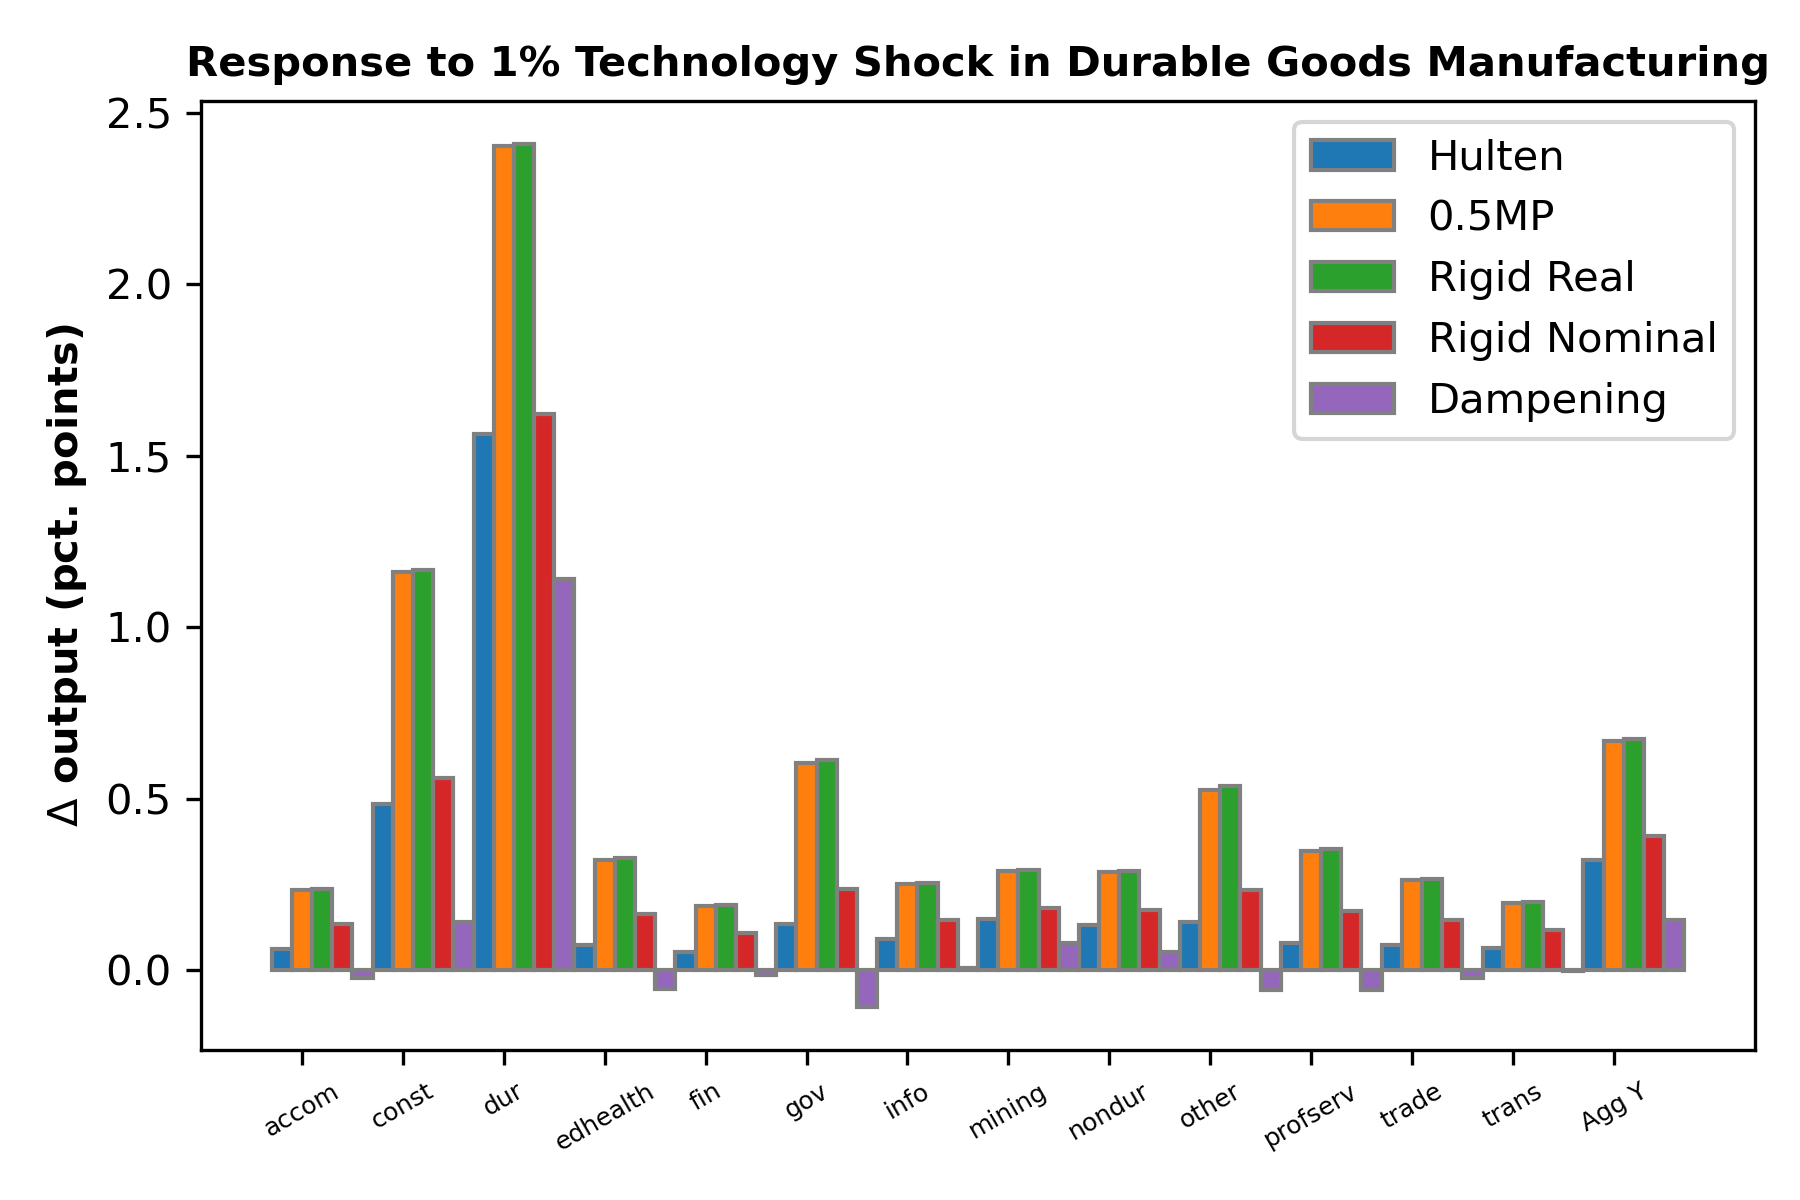 Response to 1% Technology Shock in Durable Goods Manufacturing
Δ output (pct. points)
2.5
2.0
1.5
1.0
0.5
0.0
Hulten
0.5MP
Rigid Real
Rigid Nominal
Dampening
accom
const
dur
edhealth
fin
gov
info
mining
nondur
other
profserv
trade
trans
Agg Y